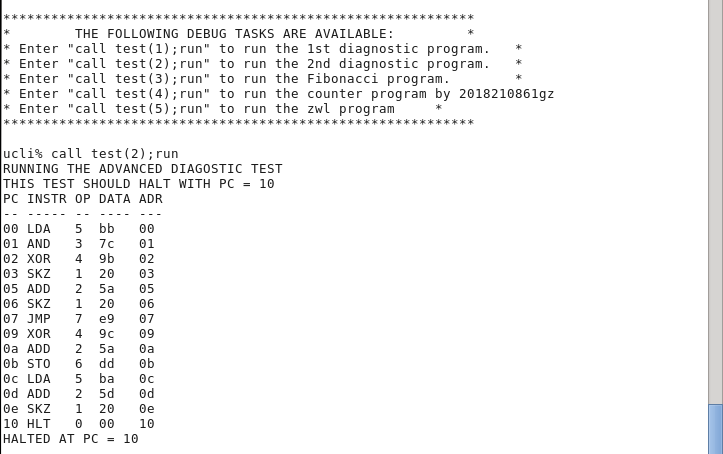 ***********************************************************
*        THE FOLLOWING DEBUG TASKS ARE AVAILABLE:         *
* Enter "call test(1);run" to run the 1st diagnostic program.   *
* Enter "call test(2);run" to run the 2nd diagnostic program.   *
* Enter "call test(3);run" to run the Fibonacci program.        *
* Enter "call test(4);run" to run the counter program by 2018210861gz
* Enter "call test(5);run" to run the zwl program     *
***********************************************************

ucli% call test(2);run
RUNNING THE ADVANCED DIAGOSTIC TEST
THIS TEST SHOULD HALT WITH PC = 10
PC INSTR OP DATA ADR
-- ----- -- ---- ---
00 LDA   5  bb   00
01 AND   3  7c   01
02 XOR   4  9b   02
03 SKZ   1  20   03
05 ADD   2  5a   05
06 SKZ   1  20   06
07 JMP   7  e9   07
09 XOR   4  9c   09
0a ADD   2  5a   0a
0b STO   6  dd   0b
0c LDA   5  ba   0c
0d ADD   2  5d   0d
0e SKZ   1  20   0e
10 HLT   0  00   10
HALTED AT PC = 10